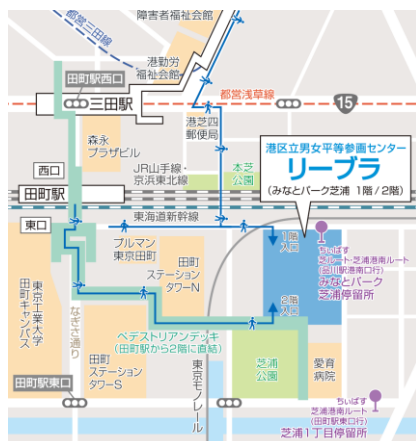 障害者福祉会館
都営三田線
港勤労
福祉会館
田町駅西口
三田駅
都営浅草線
15
港芝四
郵便局
森永
プラザビル
港区立男女平等参画センター
リーブラ
(みなとパーク芝浦 1階/2階)
西口
JR山手線・
京浜東北線
本芝
公園
田町駅
東海道新幹線
東口
プルマン
東京田町
田町
ステーション
タワーN
1階
入口
ちぃばす
芝ルート・芝浦港南ルート
(品川駅港南口行)
みなとパーク
芝浦停留所
2階
入口
東京工業大学
田町キャンパス
なぎさ通り
ペデストリアンデッキ
(田町駅から2階に直結)
田町
ステーション
タワーS
東京モノレール
芝浦
公園
愛育
病院
田町駅東口
ちぃばす
芝浦港南ルート
(田町駅東口行)
芝浦1丁目停留所